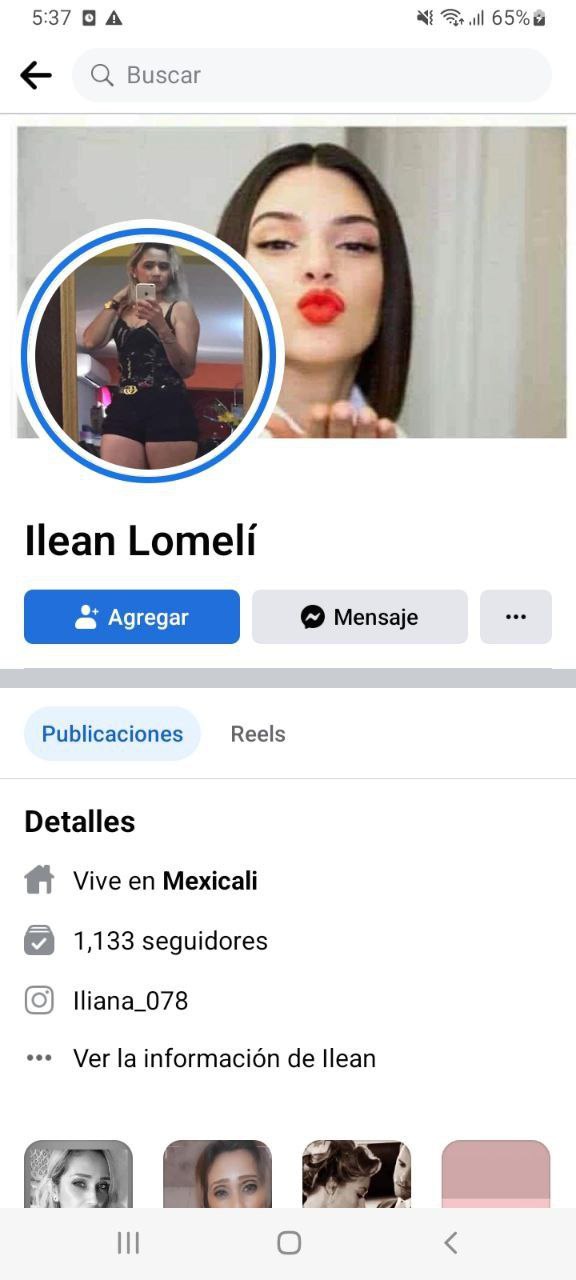 5:37
65%
Buscar
Ilean Lomelí
Agregar
Mensaje
Publicaciones
Reels
Detalles
Vive en Mexicali
1,133 seguidores
Iliana_078
Ver la información de Ilean